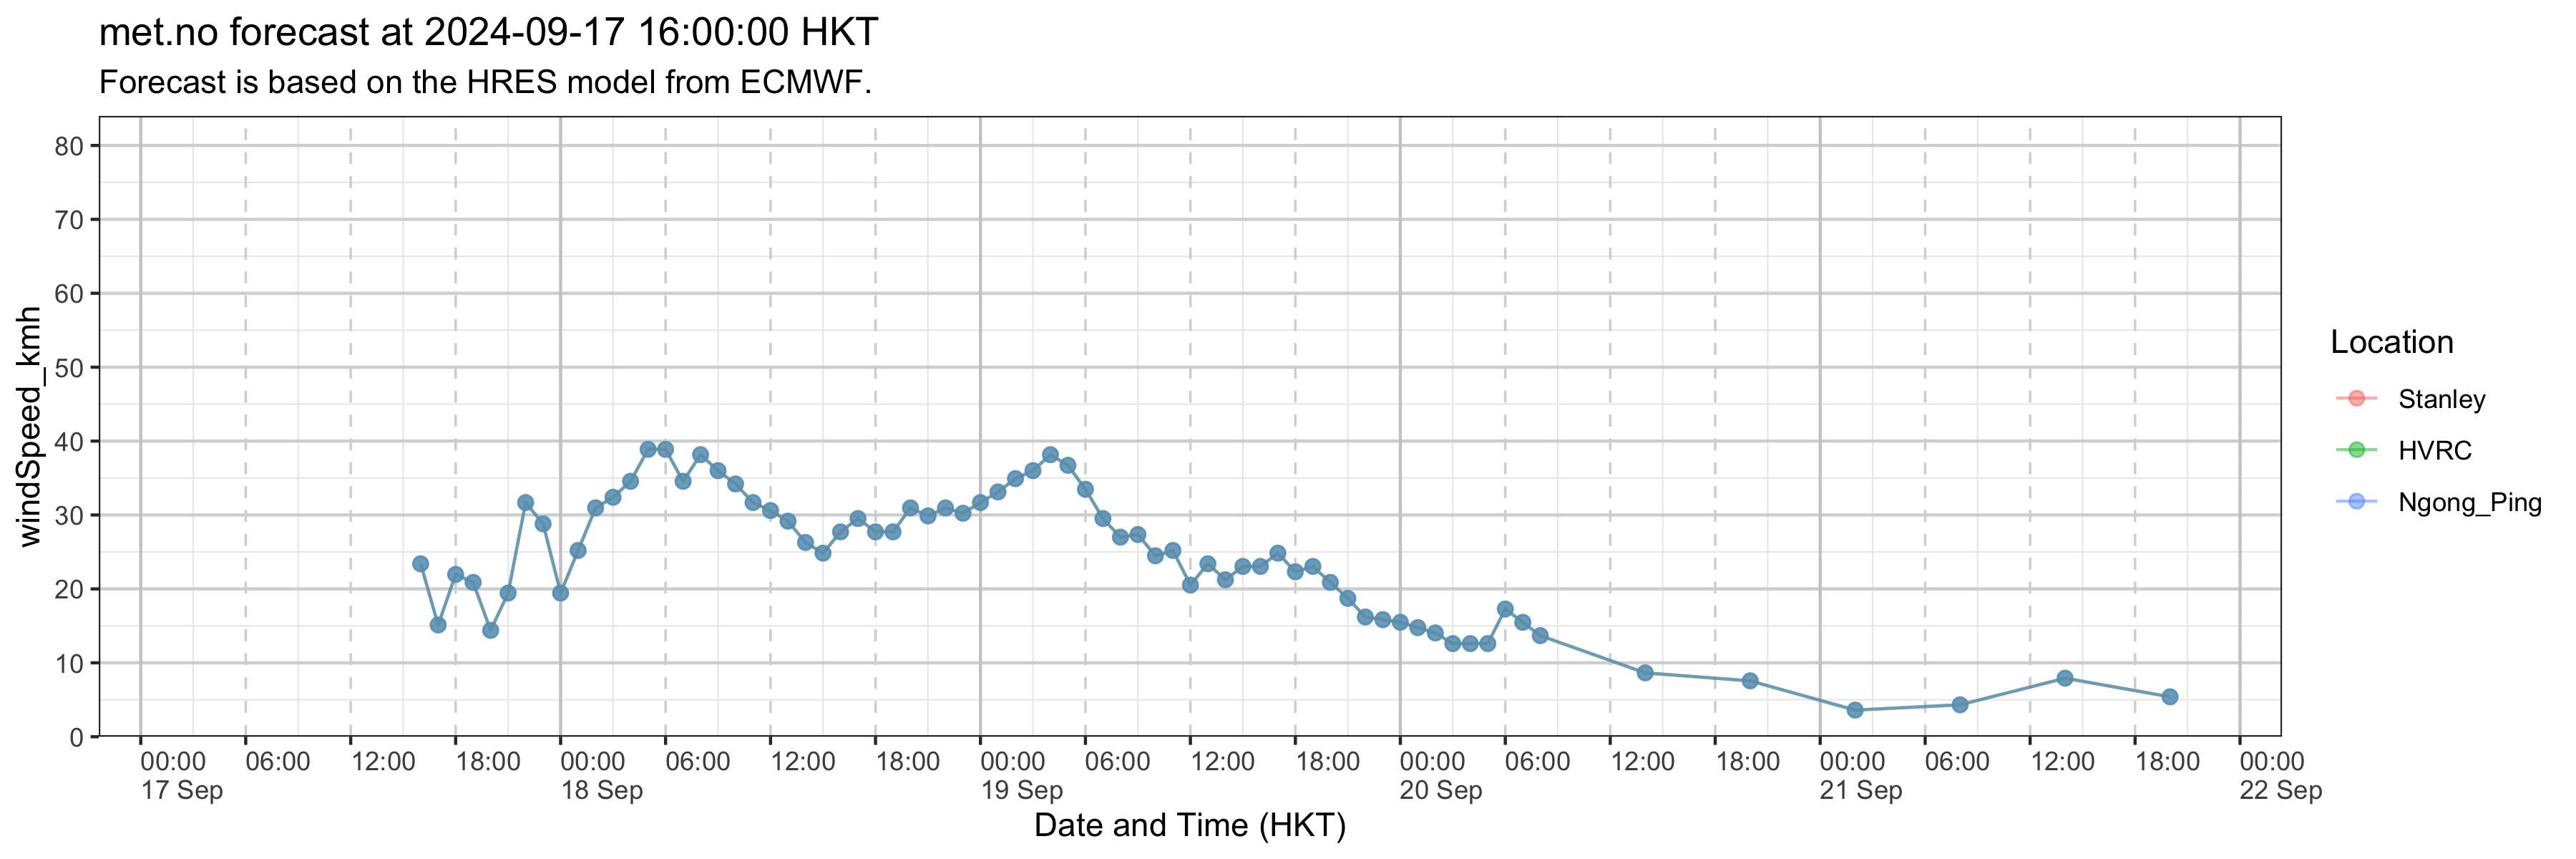 met.no forecast at 2024-09-17 16:00:00 HKT
Forecast is based on the HRES model from ECMWF.
windSpeed_kmh
80
70
60
50
40
30
20
10
0
00:00 06:00 12:00 18:00 00:00 06:00 12:00 18:00 00:00 06:00 12:00 18:00 00:00 06:00 12:00 18:00 00:00 06:00 12:00 18:00 00:00
17 Sep 18 Sep 19 Sep 20 Sep 21 Sep 22 Sep
Date and Time (HKT)
Location
Stanley
HVRC
Ngong_Ping